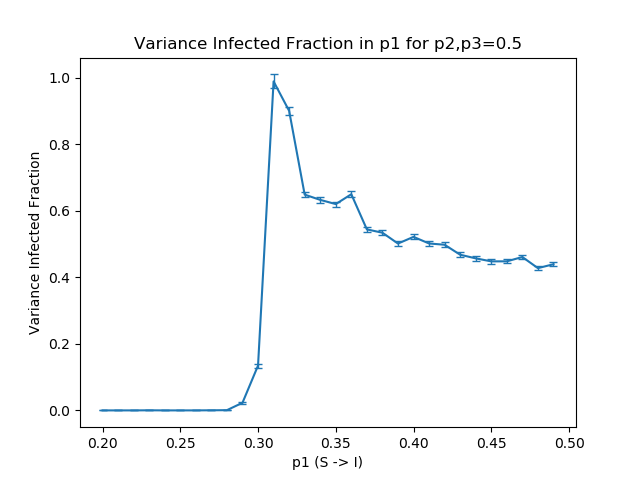 Variance Infected Fraction in p1 for p2,p3=0.5
1.0
0.8
0.6
0.4
0.2
0.0
Variance Infected Fraction
0.20 0.25 0.30 0.35 0.40 0.45 0.50
p1 (S -> I)